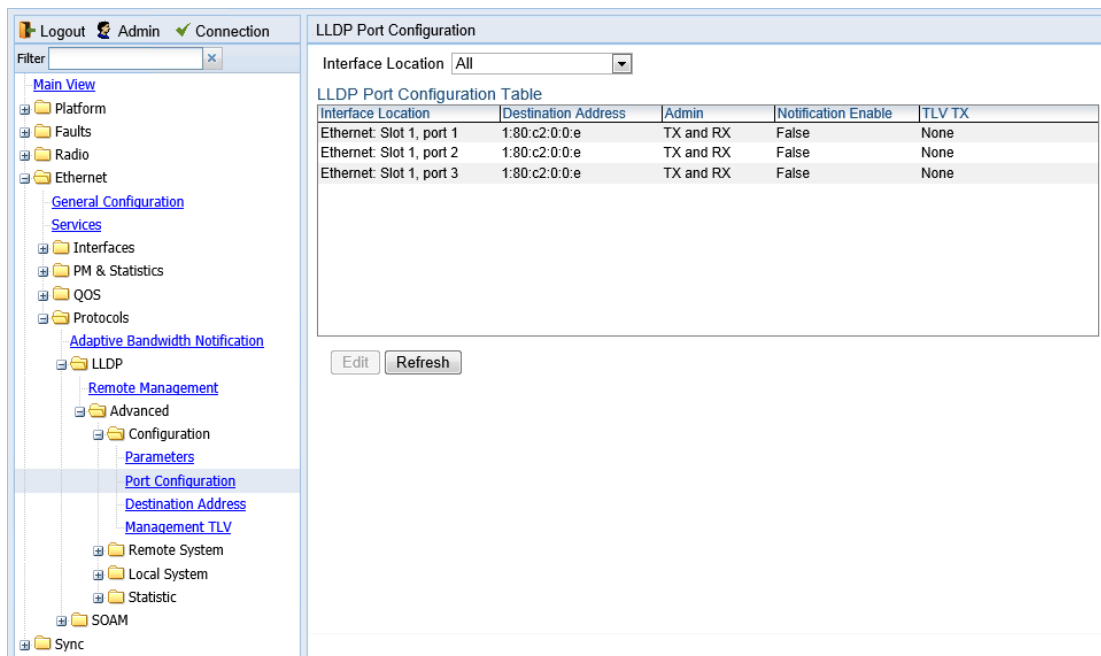 Logout Admin Connection
Filter
Main View
Platform
Faults
Radio
Ethernet
General Configuration
Services
Interfaces
PM & Statistics
QOS
Protocols
Adaptive Bandwidth Notification
LLDP
Remote Management
Advanced
Configuration
Parameters
Port Configuration
Destination Address
Management TLV
Remote System
Local System
Statistic
SOAM
Sync
LLDP Port Configuration
Interface Location All
LLDP Port Configuration Table
Interface Location Destination Address Admin Notification Enable TLV TX
Ethernet: Slot 1, port 1 1:80:c2:0:0:e TX and RX False None
Ethernet: Slot 1, port 2 1:80:c2:0:0:e TX and RX False None
Ethernet: Slot 1, port 3 1:80:c2:0:0:e TX and RX False None
Edit Refresh